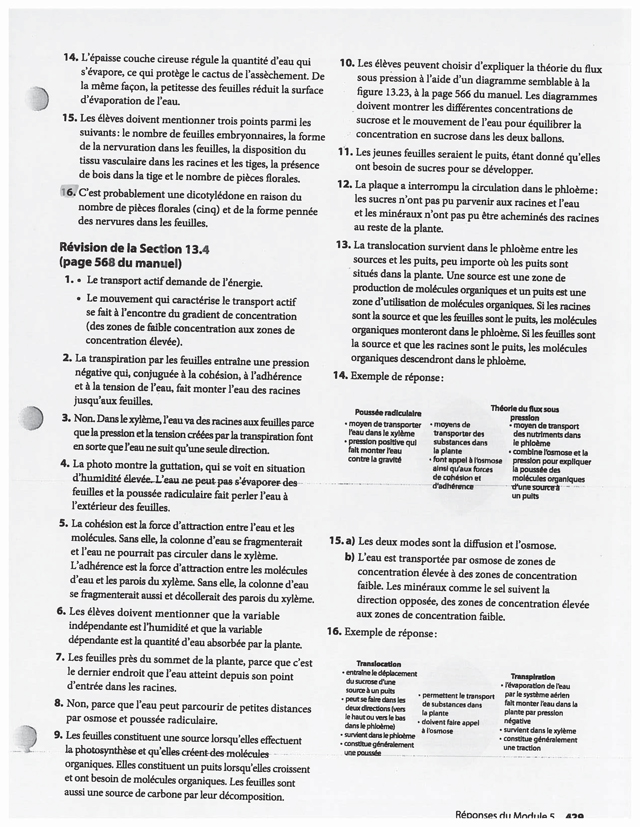 14. L'épaisse couche cireuse régule la quantité d'eau qui
s'évapore, ce qui protège le cactus de l'assèchement. De
la même façon, la petitesse des feuilles réduit la surface
d'évaporation de l'eau.
15. Les élèves doivent mentionner trois points parmi les
suivants : le nombre de feuilles embryonnaires, la forme
de la nervuration dans les feuilles, la disposition du
tissu vasculaire dans les racines et les tiges, la présence
de bois dans la tige et le nombre de pièces florales.
16. C'est probablement une dicotylédone en raison du
nombre de pièces florales (cinq) et de la forme pennée
des nervures dans les feuilles.
Révision de la Section 13.4
(page 568 du manuel)
1. • Le transport actif demande de l'énergie.
• Le mouvement qui caractérise le transport actif
se fait à l'encontre du gradient de concentration
(des zones de faible concentration aux zones de
concentration élevée).
2. La transpiration par les feuilles entraîne une pression
négative qui, conjuguée à la cohésion, à l'adhérence
et à la tension de l'eau, fait monter l'eau des racines
jusqu'aux feuilles.
3. Non. Dans le xylème, l'eau va des racines aux feuilles parce
que la pression et la tension créées par la transpiration font
en sorte que l'eau ne suit qu'une seule direction.
4. La photo montre la guttation, qui se voit en situation
d'humidité élevée. L'eau ne peut pas s'évaporer des
feuilles et la poussée radiculaire fait perler l'eau à
l'extérieur des feuilles.
5. La cohésion est la force d'attraction entre l'eau et les
molécules. Sans elle, la colonne d'eau se fragmenterait
et l'eau ne pourrait pas circuler dans le xylème.
L'adhérence est la force d'attraction entre les molécules
d'eau et les parois du xylème. Sans elle, la colonne d'eau
se fragmenterait aussi et décollerait des parois du xylème.
6. Les élèves doivent mentionner que la variable
indépendante est l'humidité et que la variable
dépendante est la quantité d'eau absorbée par la plante.
7. Les feuilles près du sommet de la plante, parce que c'est
le dernier endroit que l'eau atteint depuis son point
d'entrée dans les racines.
8. Non, parce que l'eau peut parcourir de petites distances
par osmose et poussée radiculaire.
9. Les feuilles constituent une source lorsqu'elles effectuent
la photosynthèse et qu'elles créent des molécules
organiques. Elles constituent un puits lorsqu'elles croissent
et ont besoin de molécules organiques. Les feuilles sont
aussi une source de carbone par leur décomposition.
10. Les élèves peuvent choisir d'expliquer la théorie du flux
sous pression à l'aide d'un diagramme semblable à la
figure 13.23, à la page 566 du manuel. Les diagrammes
doivent montrer les différentes concentrations de
sucrose et le mouvement de l'eau pour équilibrer la
concentration en sucrose dans les deux ballons.
11. Les jeunes feuilles seraient le puits, étant donné qu'elles
ont besoin de sucres pour se développer.
12. La plaque a interrompu la circulation dans le phloème :
les sucres n'ont pas pu parvenir aux racines et l'eau
et les minéraux n'ont pas pu être acheminés des racines
au reste de la plante.
13. La translocation survient dans le phloème entre les
sources et les puits, peu importe où les puits sont
situés dans la plante. Une source est une zone de
production de molécules organiques et un puits est une
zone d'utilisation de molécules organiques. Si les racines
sont la source et que les feuilles sont le puits, les molécules
organiques monteront dans le phloème. Si les feuilles sont
la source et que les racines sont le puits, les molécules
organiques descendront dans le phloème.
14. Exemple de réponse :
Poussée radiculaire
• moyen de transporter
l'eau dans le xylème
• pression positive qui
fait monter l'eau
contre la gravité
• moyens de
transporter des
substances dans
la plante
• font appel à l'osmose
ainsi qu'aux forces
de cohésion et
d'adhérence
Théorie du flux sous
pression
• moyen de transport
des nutriments dans
le phloème
• combine l'osmose et la
pression pour expliquer
la poussée des
molécules organiques
d'une source à
un puits
15. a) Les deux modes sont la diffusion et l'osmose.
b) L'eau est transportée par osmose de zones de
concentration élevée à des zones de concentration
faible. Les minéraux comme le sel suivent la
direction opposée, des zones de concentration élevée
aux zones de concentration faible.
16. Exemple de réponse :
Translocation
• entraîne le déplacement
du sucrose d'une
source à un puits
• peut se faire dans les
deux directions (vers
le haut ou vers le bas
dans le phloème)
• survient dans le phloème
• constitue généralement
une poussée
• permettent le transport
de substances dans
la plante
• doivent faire appel
à l'osmose
Transpiration
• l'évaporation de l'eau
par le système aérien
fait monter l'eau dans la
plante par pression
négative
• survient dans le xylème
• constitue généralement
une traction
Réponses du Module 5 429